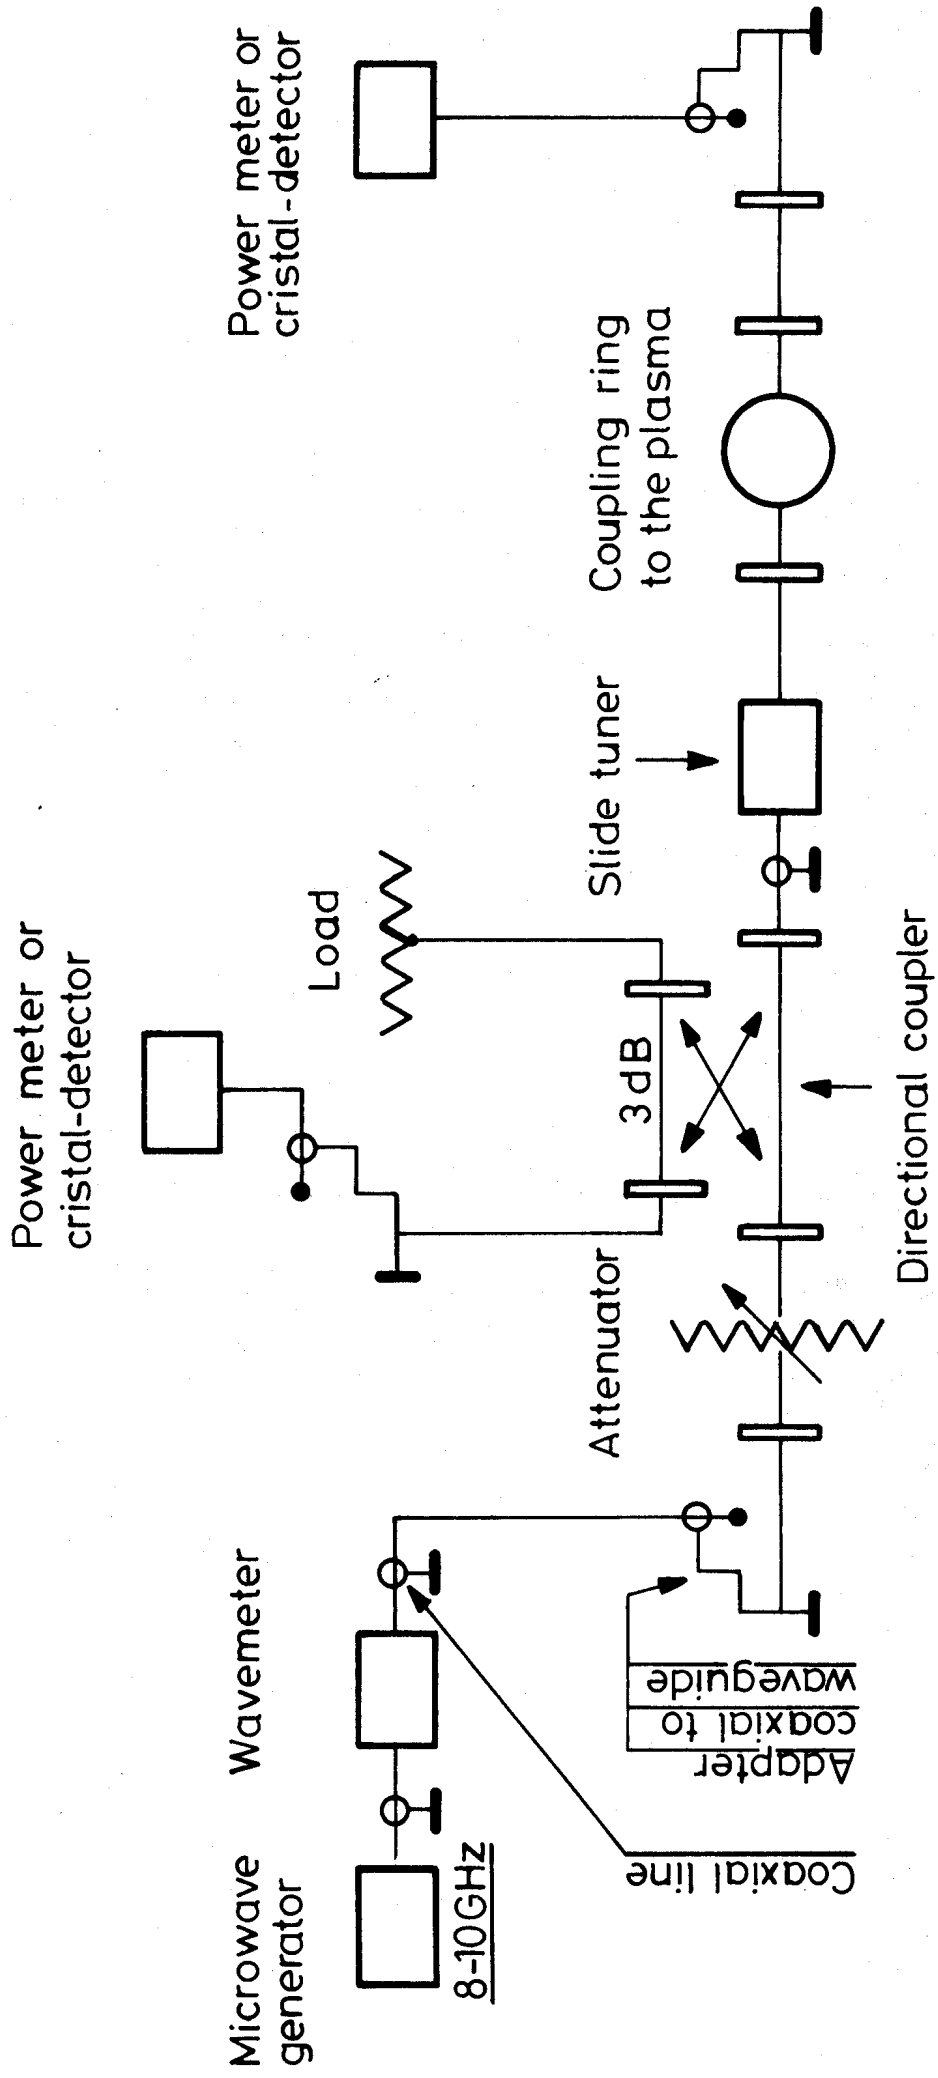 Microwave
generator
8-10GHz
Wavemeter
Coaxial line
Adapter
coaxial to
waveguide
Attenuator
Power meter or
cristal-detector
Load
3dB
Directional coupler
Slide tuner
Coupling ring
to the plasma
Power meter or
cristal-detector